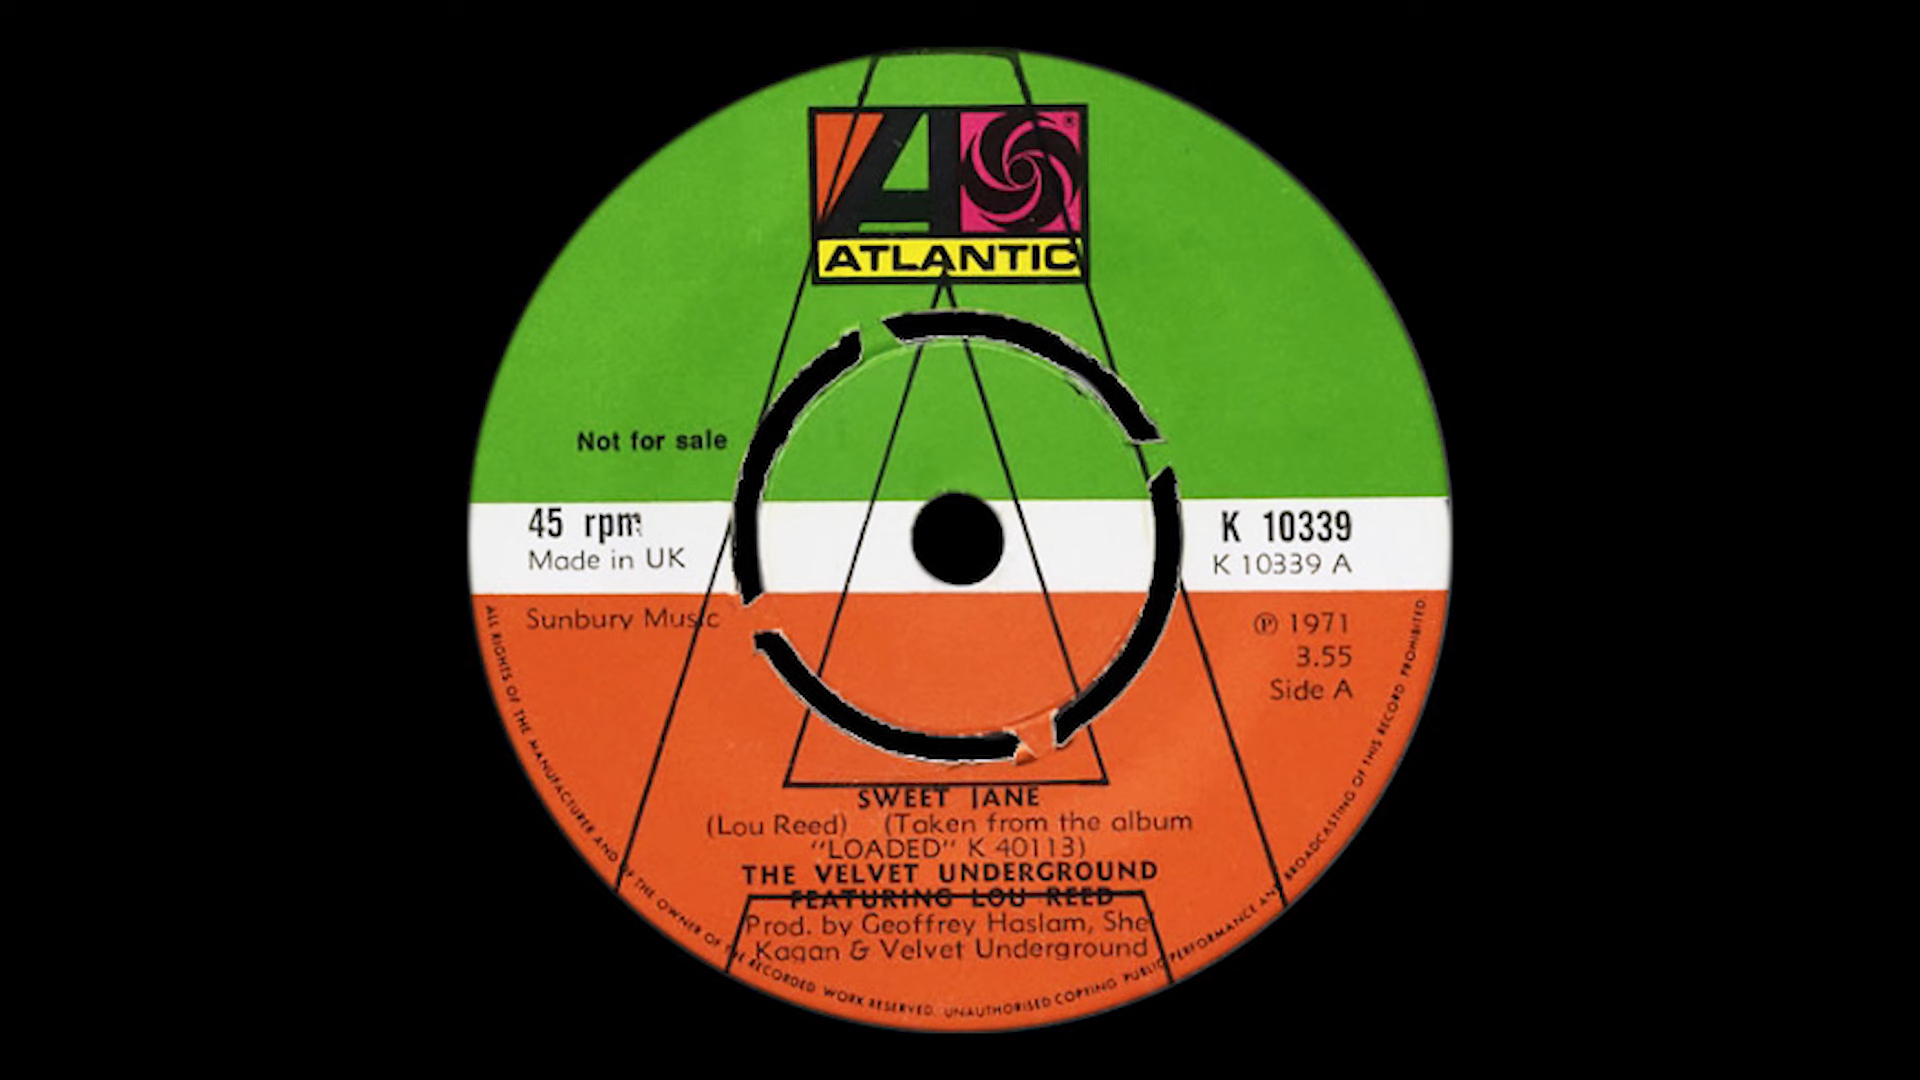 ATLANTIC
Not for sale
45 rpm
Made in UK
K 10339
K 10339 A
Sunbury Music
℗ 1971
3.55
Side A
SWEET JANE
(Lou Reed) (Taken from the album
"LOADED" K 40113)
THE VELVET UNDERGROUND
FEATURING LOU REED
Prod. by Geoffrey Haslam, Shel
Kagan & Velvet Underground
ALL RIGHTS OF THE MANUFACTURER AND OF THE OWNER OF THE RECORDED WORK RESERVED. UNAUTHORISED COPYING PUBLIC PERFORMANCE AND BROADCASTING OF THIS RECORD PROHIBITED.